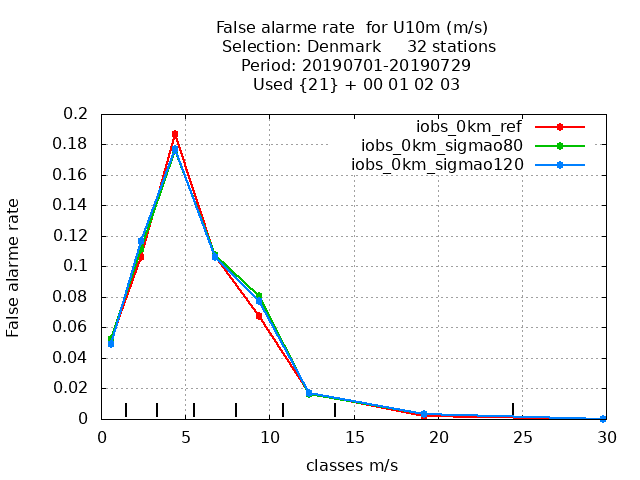 False alarme rate  for U10m (m/s)
Selection: Denmark     32 stations
Period: 20190701-20190729
Used {21} + 00 01 02 03
iobs_0km_ref
iobs_0km_sigmao80
iobs_0km_sigmao120
False alarme rate
0.2
0.18
0.16
0.14
0.12
0.1
0.08
0.06
0.04
0.02
0
0 5 10 15 20 25 30
classes m/s